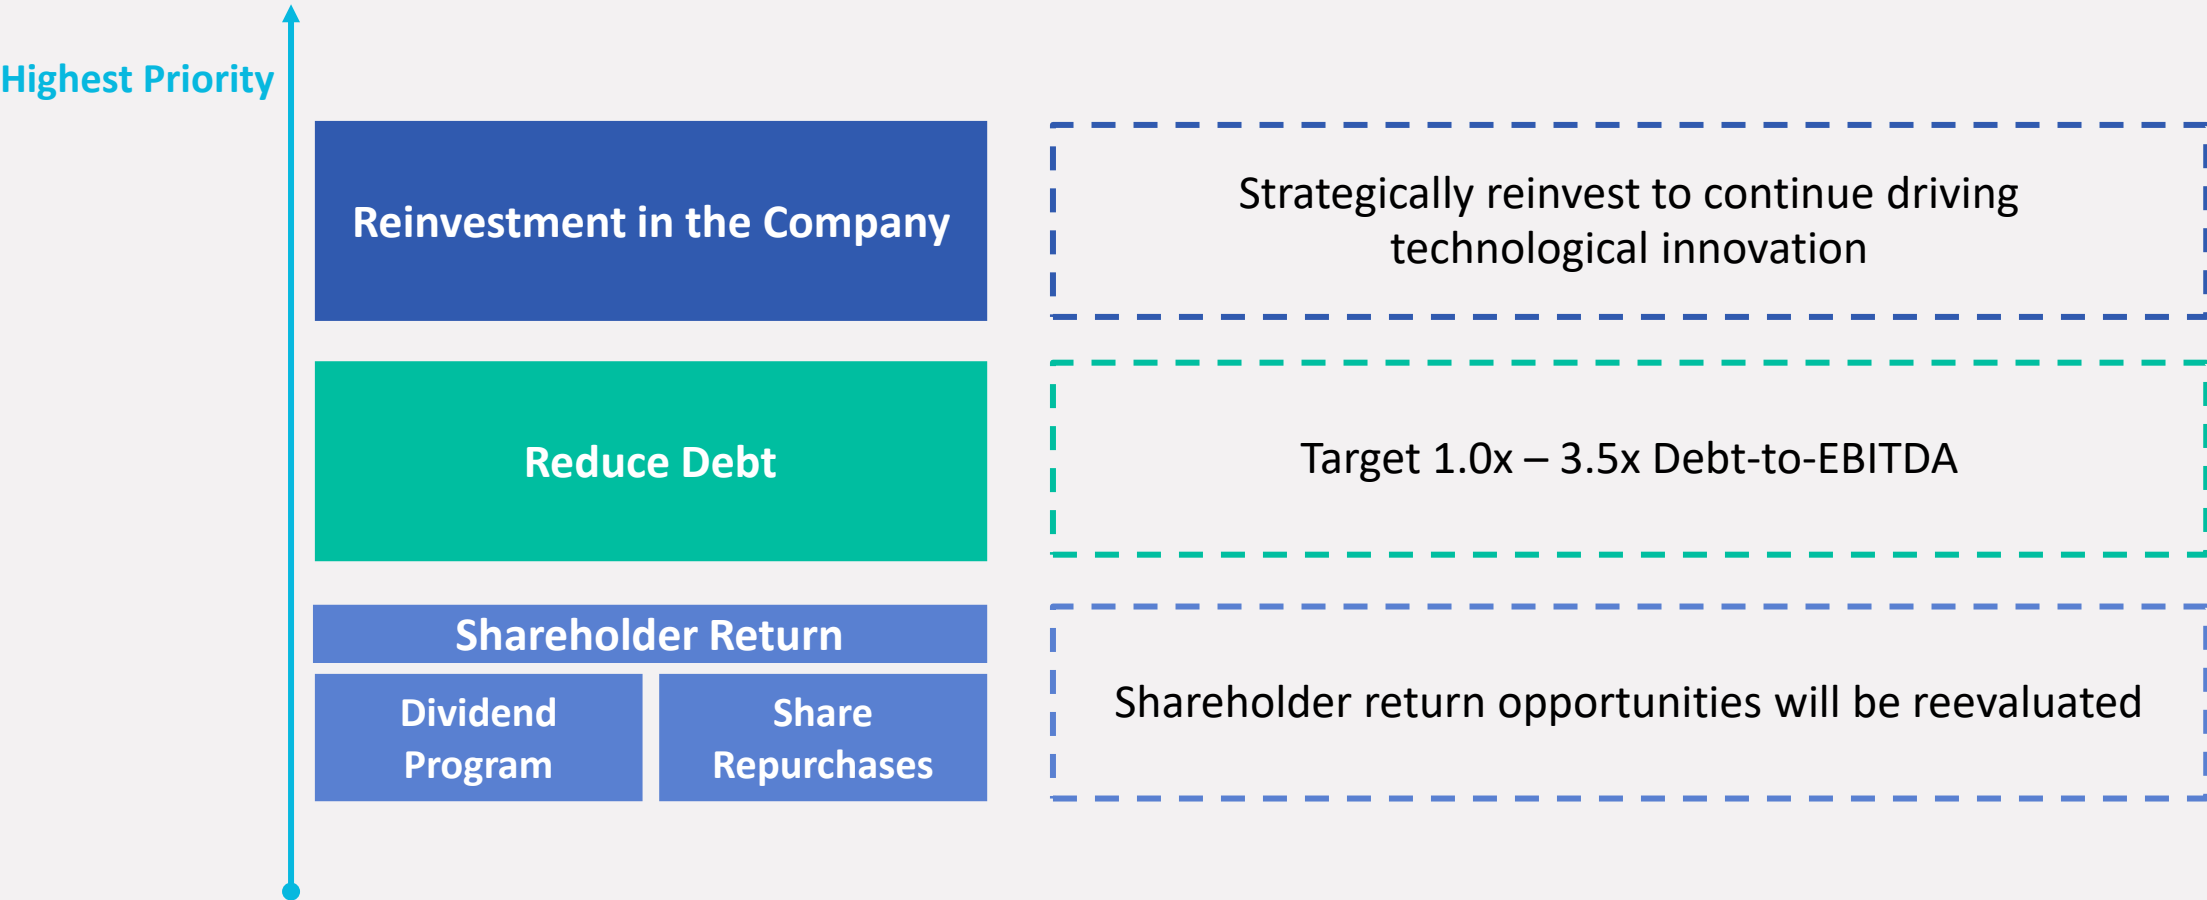 Highest Priority
Reinvestment in the Company
Strategically reinvest to continue driving
technological innovation
Reduce Debt
Target 1.0x – 3.5x Debt-to-EBITDA
Shareholder Return
Dividend
Program
Share
Repurchases
Shareholder return opportunities will be reevaluated